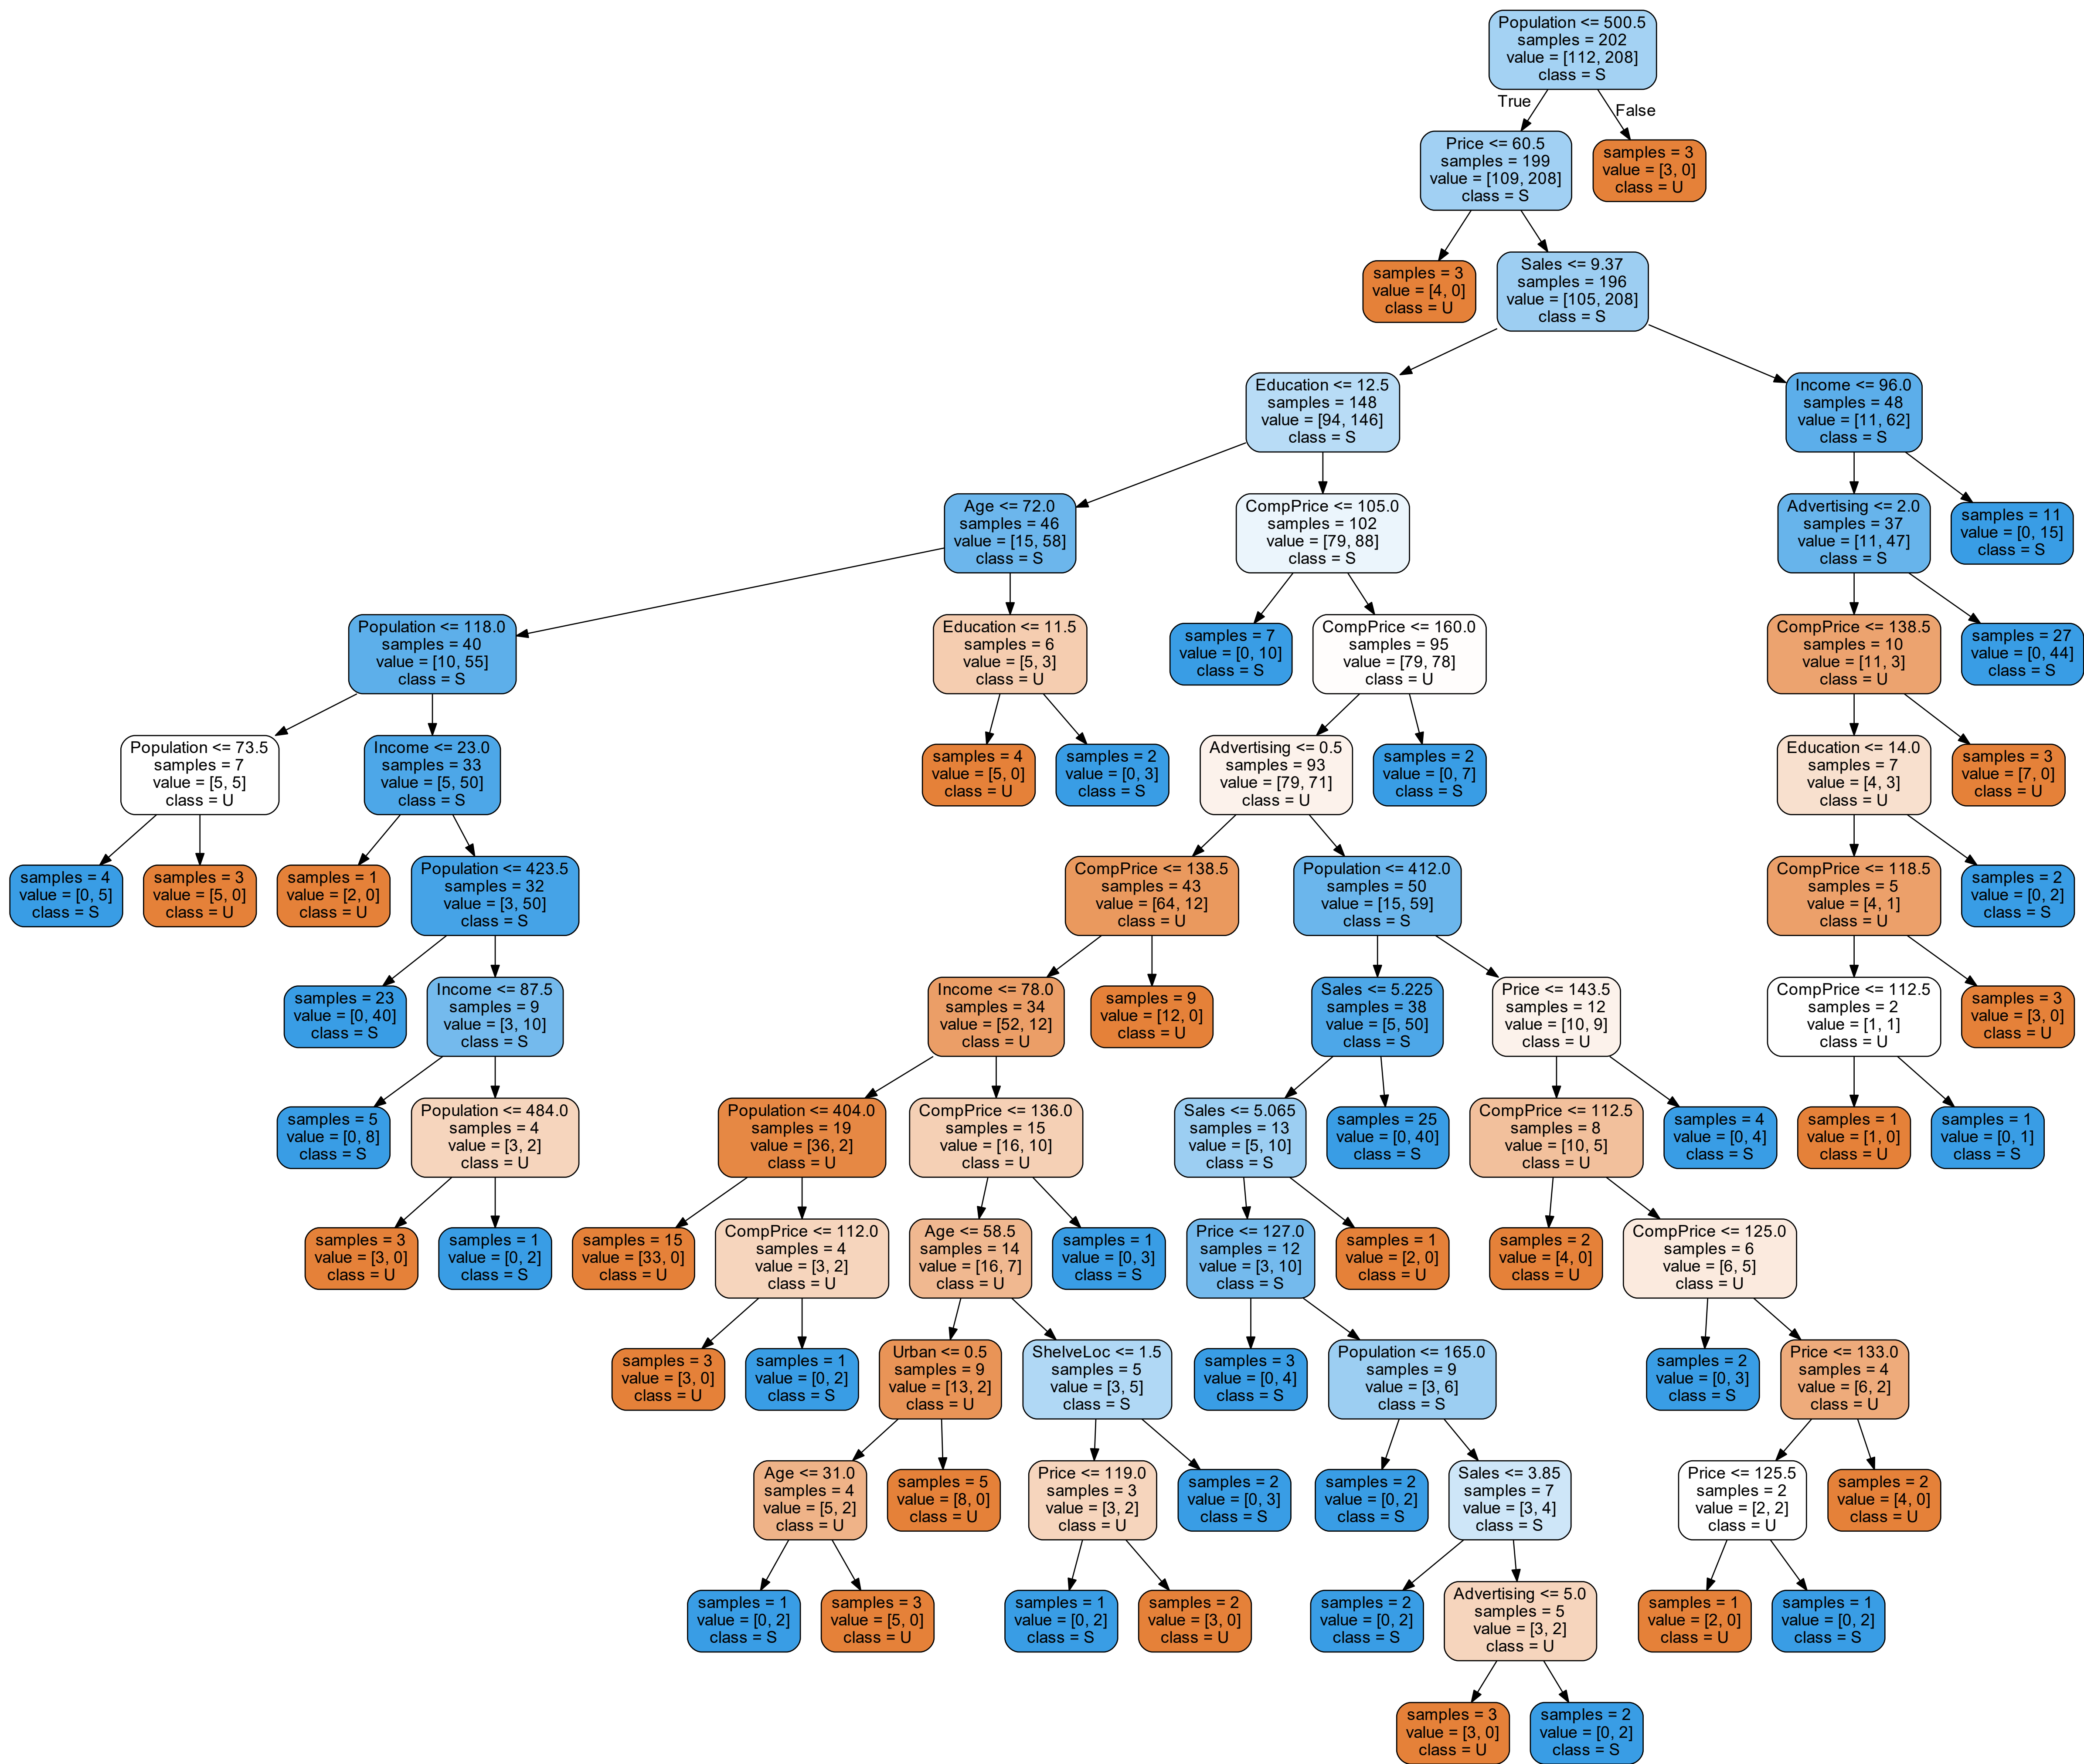 Population <= 500.5
samples = 202
value = [112, 208]
class = S
True
False
Price <= 60.5
samples = 199
value = [109, 208]
class = S
samples = 3
value = [3, 0]
class = U
samples = 3
value = [4, 0]
class = U
Sales <= 9.37
samples = 196
value = [105, 208]
class = S
Education <= 12.5
samples = 148
value = [94, 146]
class = S
Income <= 96.0
samples = 48
value = [11, 62]
class = S
Age <= 72.0
samples = 46
value = [15, 58]
class = S
CompPrice <= 105.0
samples = 102
value = [79, 88]
class = S
Advertising <= 2.0
samples = 37
value = [11, 47]
class = S
samples = 11
value = [0, 15]
class = S
Population <= 118.0
samples = 40
value = [10, 55]
class = S
Education <= 11.5
samples = 6
value = [5, 3]
class = U
samples = 7
value = [0, 10]
class = S
CompPrice <= 160.0
samples = 95
value = [79, 78]
class = U
CompPrice <= 138.5
samples = 10
value = [11, 3]
class = U
samples = 27
value = [0, 44]
class = S
Population <= 73.5
samples = 7
value = [5, 5]
class = U
Income <= 23.0
samples = 33
value = [5, 50]
class = S
samples = 4
value = [5, 0]
class = U
samples = 2
value = [0, 3]
class = S
Advertising <= 0.5
samples = 93
value = [79, 71]
class = U
samples = 2
value = [0, 7]
class = S
Education <= 14.0
samples = 7
value = [4, 3]
class = U
samples = 3
value = [7, 0]
class = U
samples = 4
value = [0, 5]
class = S
samples = 3
value = [5, 0]
class = U
samples = 1
value = [2, 0]
class = U
Population <= 423.5
samples = 32
value = [3, 50]
class = S
CompPrice <= 138.5
samples = 43
value = [64, 12]
class = U
Population <= 412.0
samples = 50
value = [15, 59]
class = S
CompPrice <= 118.5
samples = 5
value = [4, 1]
class = U
samples = 2
value = [0, 2]
class = S
samples = 23
value = [0, 40]
class = S
Income <= 87.5
samples = 9
value = [3, 10]
class = S
Income <= 78.0
samples = 34
value = [52, 12]
class = U
samples = 9
value = [12, 0]
class = U
Sales <= 5.225
samples = 38
value = [5, 50]
class = S
Price <= 143.5
samples = 12
value = [10, 9]
class = U
CompPrice <= 112.5
samples = 2
value = [1, 1]
class = U
samples = 3
value = [3, 0]
class = U
samples = 5
value = [0, 8]
class = S
Population <= 484.0
samples = 4
value = [3, 2]
class = U
Population <= 404.0
samples = 19
value = [36, 2]
class = U
CompPrice <= 136.0
samples = 15
value = [16, 10]
class = U
Sales <= 5.065
samples = 13
value = [5, 10]
class = S
samples = 25
value = [0, 40]
class = S
CompPrice <= 112.5
samples = 8
value = [10, 5]
class = U
samples = 4
value = [0, 4]
class = S
samples = 1
value = [1, 0]
class = U
samples = 1
value = [0, 1]
class = S
samples = 3
value = [3, 0]
class = U
samples = 1
value = [0, 2]
class = S
samples = 15
value = [33, 0]
class = U
CompPrice <= 112.0
samples = 4
value = [3, 2]
class = U
Age <= 58.5
samples = 14
value = [16, 7]
class = U
samples = 1
value = [0, 3]
class = S
Price <= 127.0
samples = 12
value = [3, 10]
class = S
samples = 1
value = [2, 0]
class = U
samples = 2
value = [4, 0]
class = U
CompPrice <= 125.0
samples = 6
value = [6, 5]
class = U
samples = 3
value = [3, 0]
class = U
samples = 1
value = [0, 2]
class = S
Urban <= 0.5
samples = 9
value = [13, 2]
class = U
ShelveLoc <= 1.5
samples = 5
value = [3, 5]
class = S
samples = 3
value = [0, 4]
class = S
Population <= 165.0
samples = 9
value = [3, 6]
class = S
samples = 2
value = [0, 3]
class = S
Price <= 133.0
samples = 4
value = [6, 2]
class = U
Age <= 31.0
samples = 4
value = [5, 2]
class = U
samples = 5
value = [8, 0]
class = U
Price <= 119.0
samples = 3
value = [3, 2]
class = U
samples = 2
value = [0, 3]
class = S
samples = 2
value = [0, 2]
class = S
Sales <= 3.85
samples = 7
value = [3, 4]
class = S
Price <= 125.5
samples = 2
value = [2, 2]
class = U
samples = 2
value = [4, 0]
class = U
samples = 1
value = [0, 2]
class = S
samples = 3
value = [5, 0]
class = U
samples = 1
value = [0, 2]
class = S
samples = 2
value = [3, 0]
class = U
samples = 2
value = [0, 2]
class = S
Advertising <= 5.0
samples = 5
value = [3, 2]
class = U
samples = 1
value = [2, 0]
class = U
samples = 1
value = [0, 2]
class = S
samples = 3
value = [3, 0]
class = U
samples = 2
value = [0, 2]
class = S